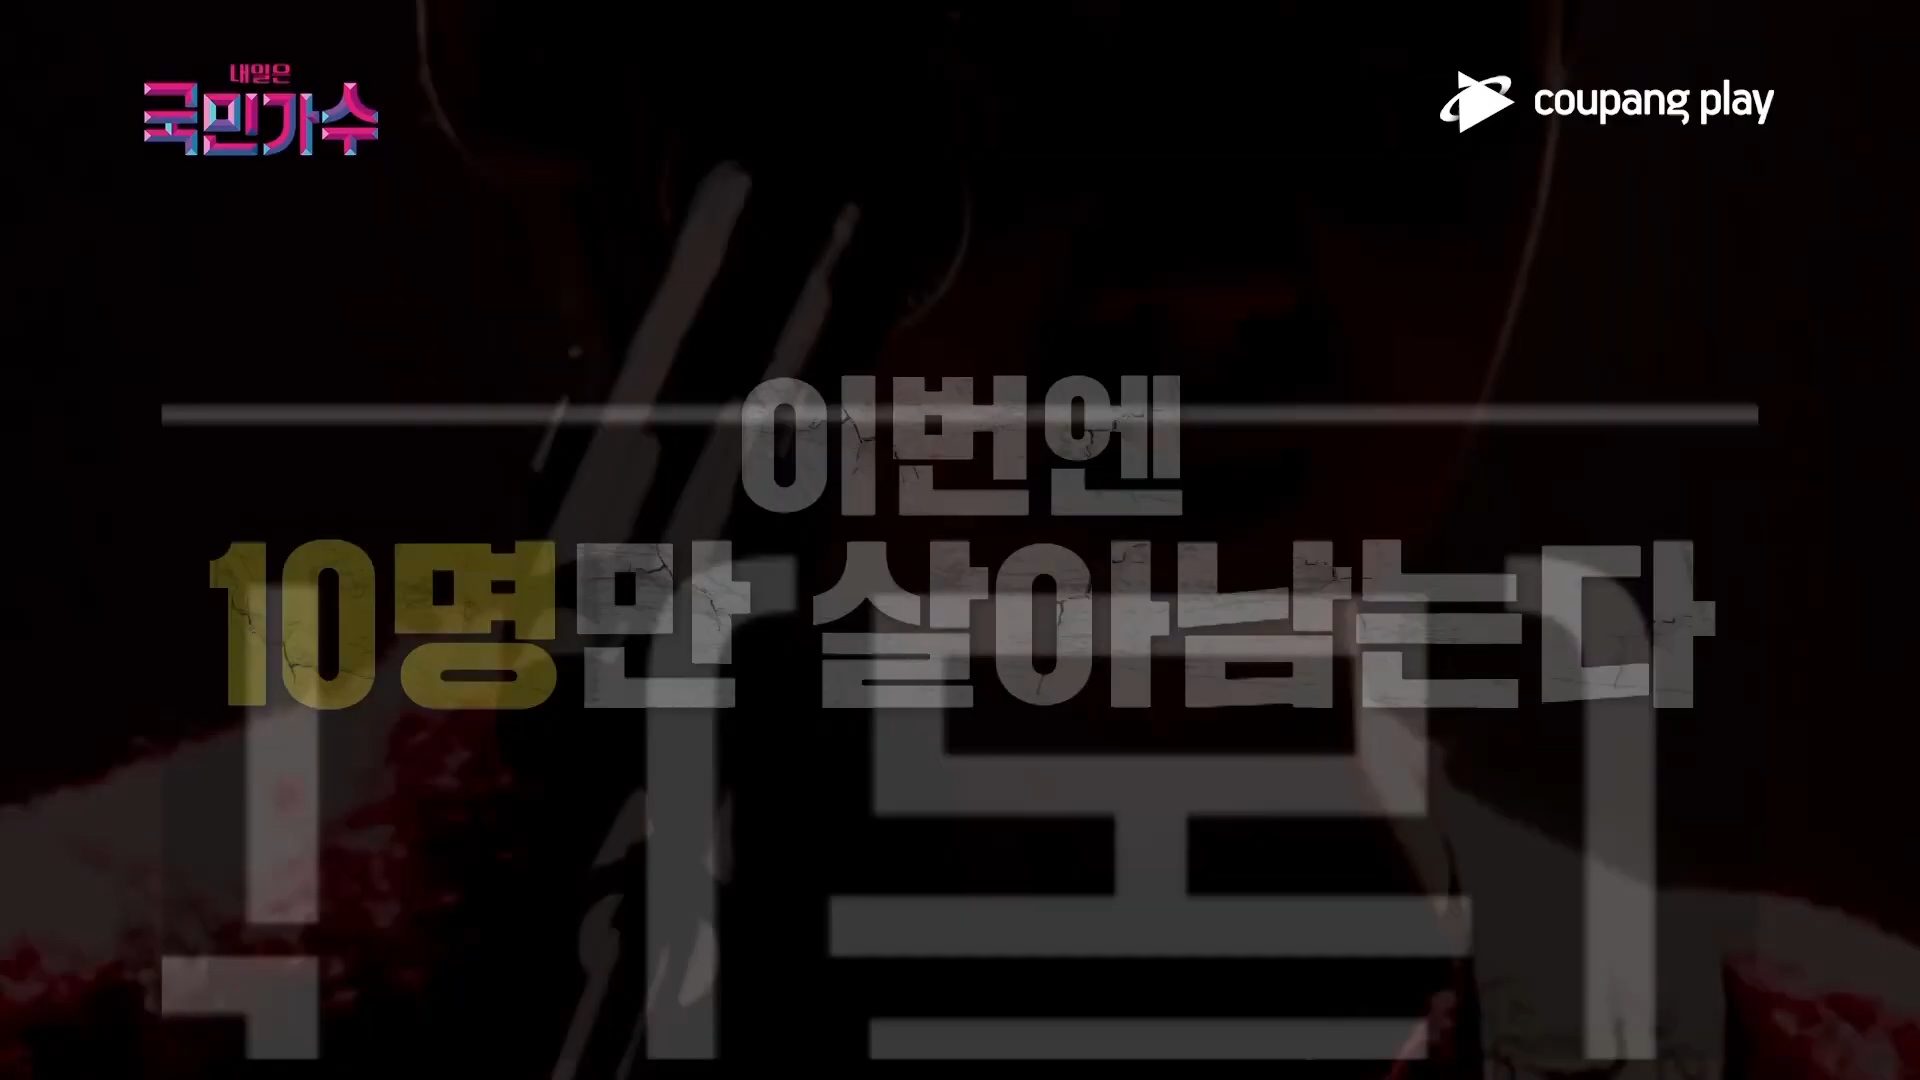 내일은
국민가수
coupang play
이번엔
10명만 살아남는다